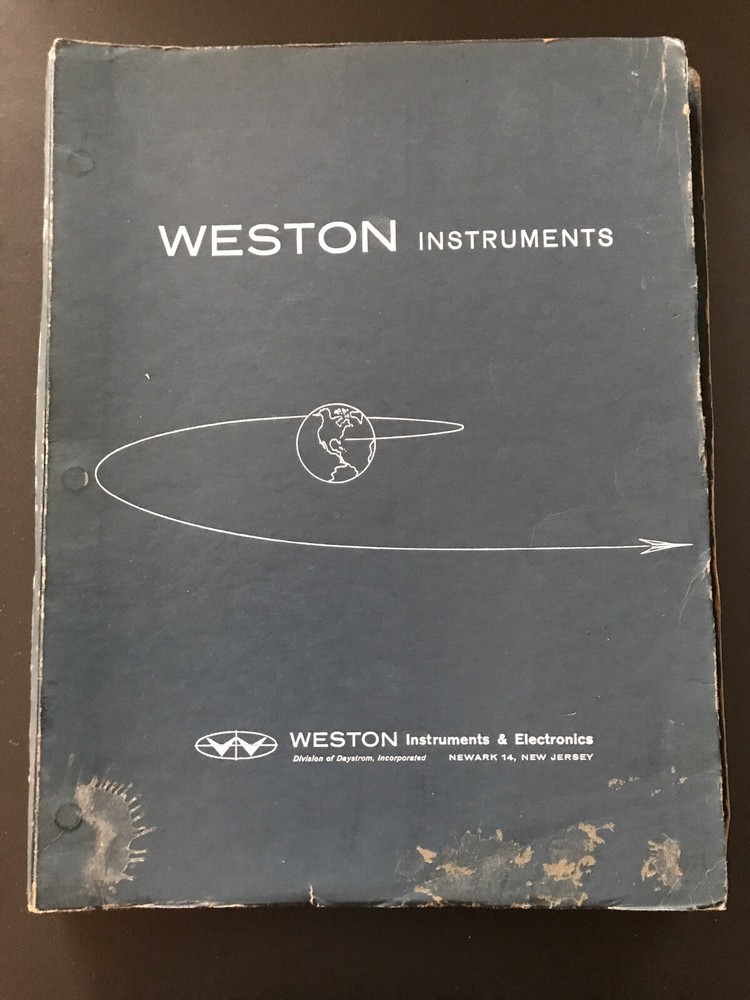 WESTON INSTRUMENTS
WESTON Instruments & Electronics
Division of Daystrom, Incorporated NEWARK 14, NEW JERSEY